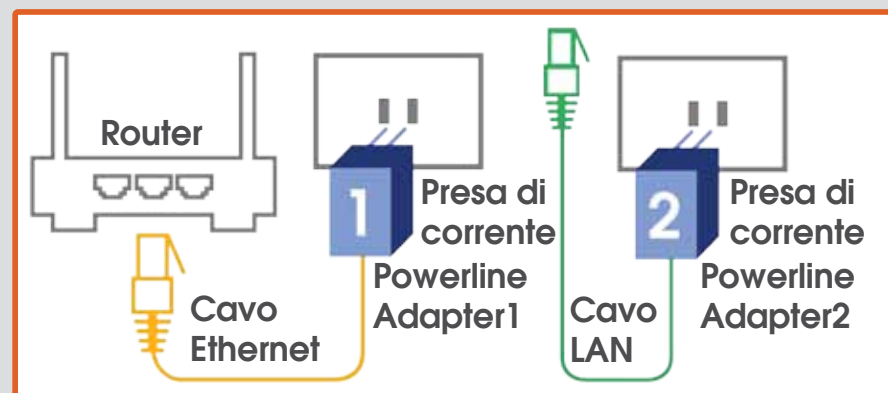 Router
1
Presa di
corrente
Powerline
Adapter1
Cavo
Ethernet
2
Presa di
corrente
Powerline
Adapter2
Cavo
LAN